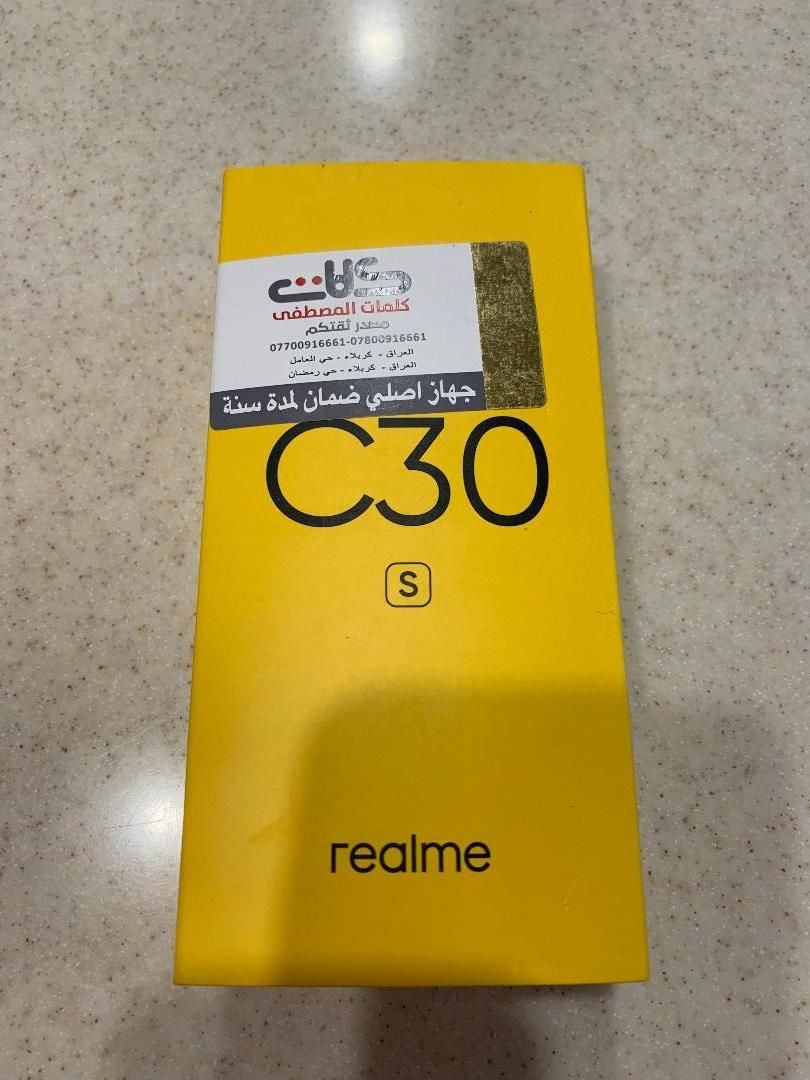 كلمات
كلمات المصطفى
مصدر ثقتكم
07700916661-07800916661
العراق - كربلاء - حي العامل
العراق - كربلاء - حي رمضان
جهاز اصلي ضمان لمدة سنة
C30
S
realme